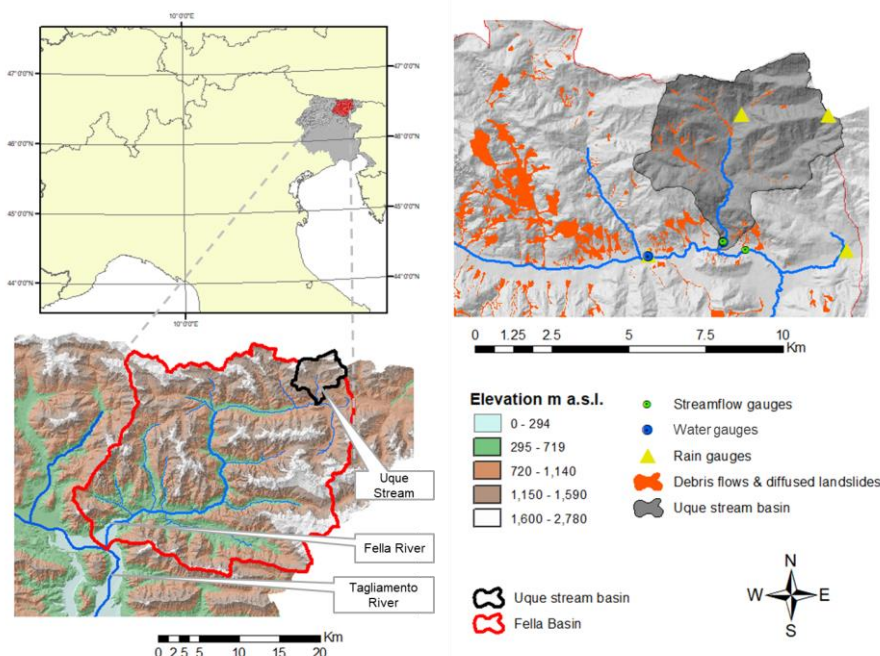 10°0'0"E
47°0'0"N
47°0'0"N
46°0'0"N
46°0'0"N
45°0'0"N
45°0'0"N
44°0'0"N
44°0'0"N
10°0'0"E
Uque
Stream
Fella River
Tagliamento
River
Km
0 2.5 5 10 15 20
0 1.25 2.5 5 7.5 10
Km
Elevation m a.s.l.
0 - 294
295 - 719
720 - 1,140
1,150 - 1,590
1,600 - 2,780
Streamflow gauges
Water gauges
Rain gauges
Debris flows & diffused landslides
Uque stream basin
Uque stream basin
Fella Basin
N
W E
S